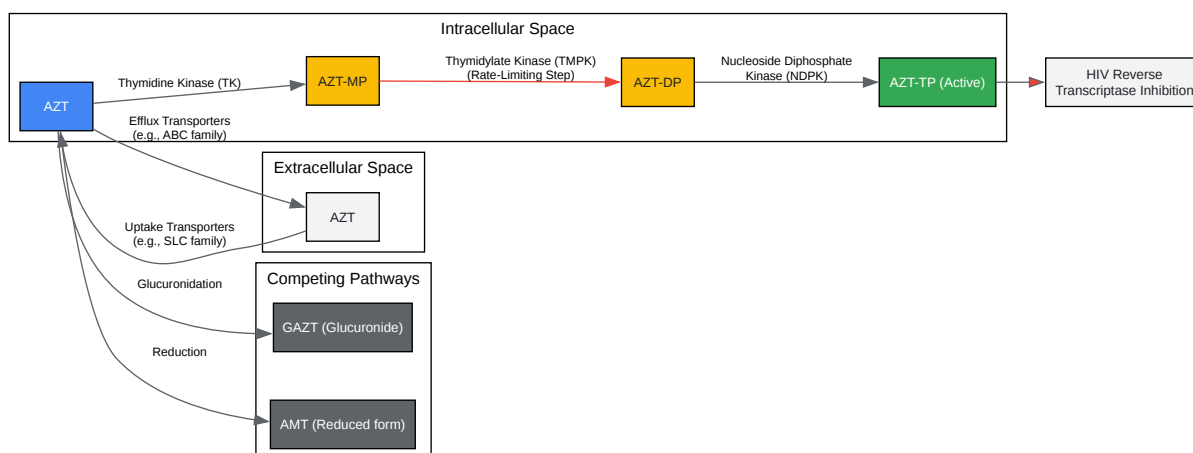 Intracellular Space
AZT
Thymidine Kinase (TK)
AZT-MP
Thymidylate Kinase (TMPK)
(Rate-Limiting Step)
AZT-DP
Nucleoside Diphosphate
Kinase (NDPK)
AZT-TP (Active)
HIV Reverse
Transcriptase Inhibition
Efflux Transporters
(e.g., ABC family)
Extracellular Space
AZT
Uptake Transporters
(e.g., SLC family)
Competing Pathways
Glucuronidation
GAZT (Glucuronide)
Reduction
AMT (Reduced form)